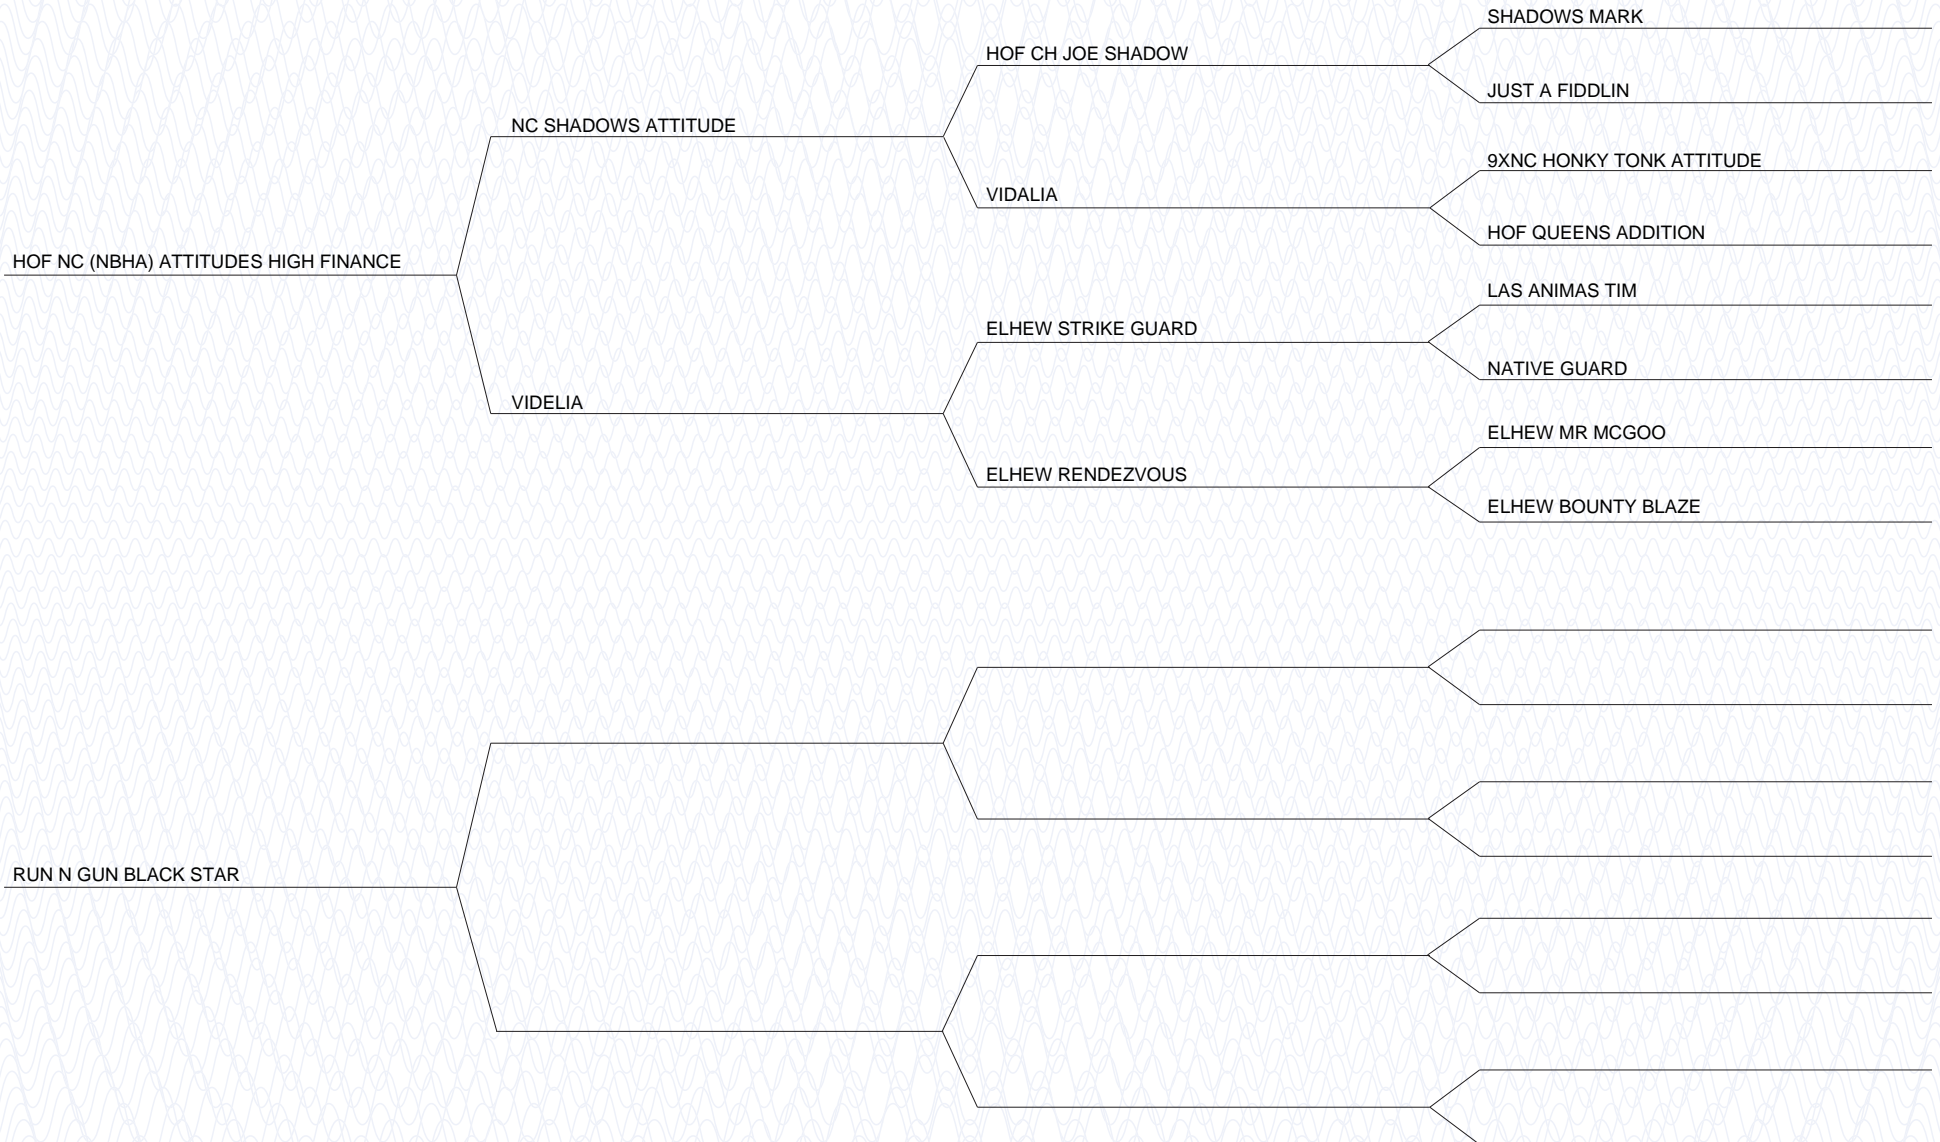 SHADOWS MARK
HOF CH JOE SHADOW
JUST A FIDDLIN
NC SHADOWS ATTITUDE
9XNC HONKY TONK ATTITUDE
VIDALIA
HOF QUEENS ADDITION
HOF NC (NBHA) ATTITUDES HIGH FINANCE
LAS ANIMAS TIM
ELHEW STRIKE GUARD
NATIVE GUARD
VIDELIA
ELHEW MR MCGOO
ELHEW RENDEZVOUS
ELHEW BOUNTY BLAZE
RUN N GUN BLACK STAR